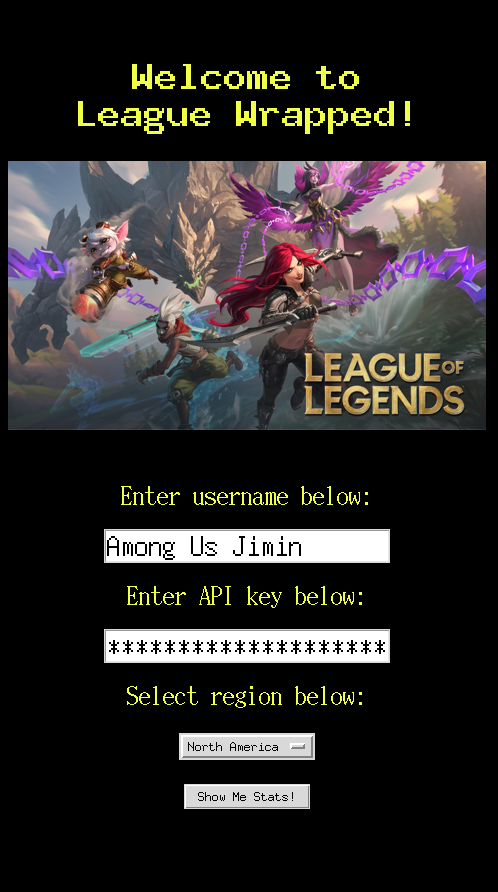 Welcome to
League Wrapped!
LEAGUE OF
LEGENDS
Enter username below:
Among Us Jimin
Enter API key below:
********************
Select region below:
North America
Show Me Stats!